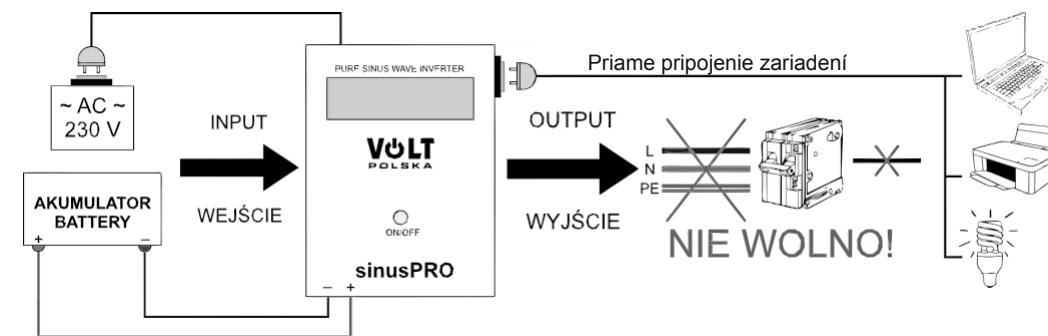 ~ AC ~
230 V
AKUMULATOR
BATTERY
+ –
INPUT
WEJŚCIE
PURE SINUS WAVE INVERTER
VOLT
POLSKA
ON/OFF
sinusPRO
– +
OUTPUT
WYJŚCIE
Priame pripojenie zariadení
L
N
PE
NIE WOLNO!